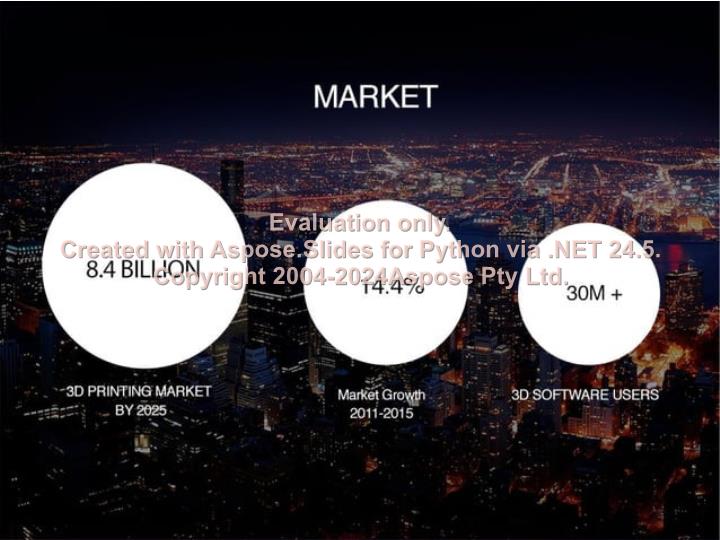 MARKET
Evaluation only.
Created with Aspose.Slides for Python via .NET 24.5.
Copyright 2004-2024Aspose Pty Ltd.
8.4 BILLION
14.4%
30M +
3D PRINTING MARKET
BY 2025
Market Growth
2011-2015
3D SOFTWARE USERS